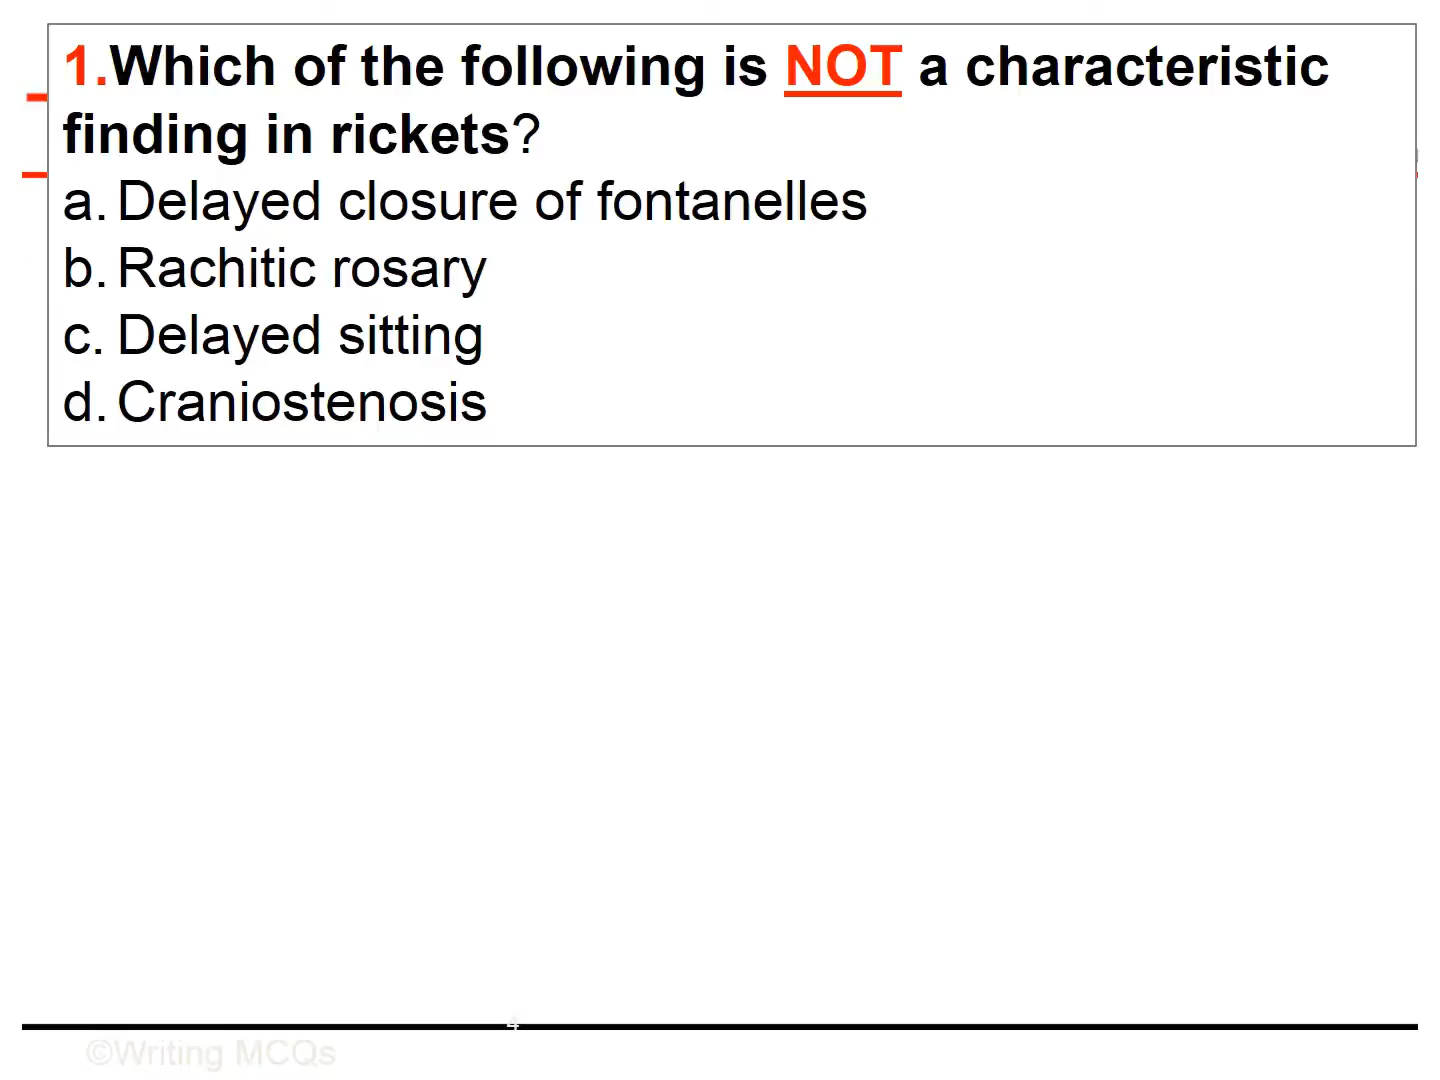 1.Which of the following is NOT a characteristic
finding in rickets?
a. Delayed closure of fontanelles
b. Rachitic rosary
c. Delayed sitting
d. Craniostenosis
4
©Writing MCQs